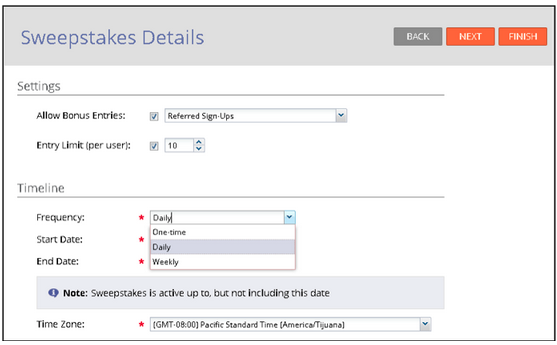 Sweepstakes Details
BACK
NEXT
FINISH
Settings
Allow Bonus Entries:
Referred Sign-Ups
Entry Limit (per user):
10
Timeline
Frequency:
* Daily
One-time
Start Date:
*
Daily
End Date:
*
Weekly
Note: Sweepstakes is active up to, but not including this date
Time Zone:
* [GMT-08:00] Pacific Standard Time [America/Tijuana]